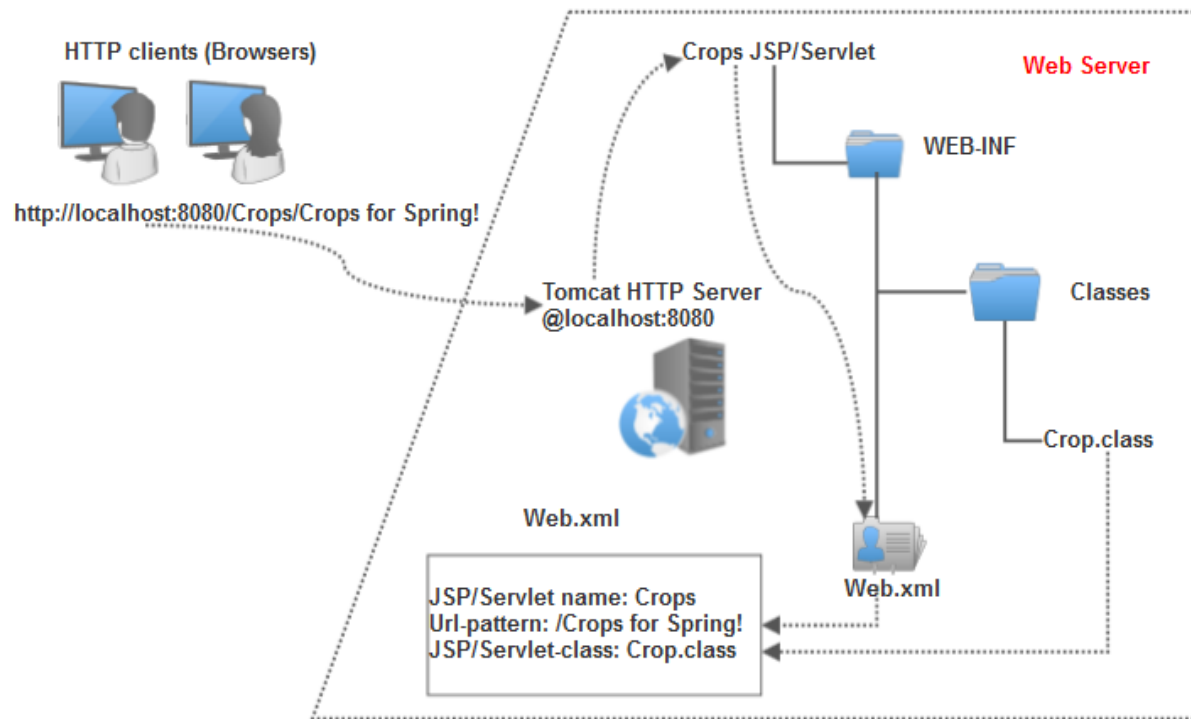 HTTP clients (Browsers)
http://localhost:8080/Crops/Crops for Spring!
Crops JSP/Servlet
Web Server
WEB-INF
Tomcat HTTP Server
@localhost:8080
Classes
Crop.class
Web.xml
Web.xml
JSP/Servlet name: Crops
Url-pattern: /Crops for Spring!
JSP/Servlet-class: Crop.class